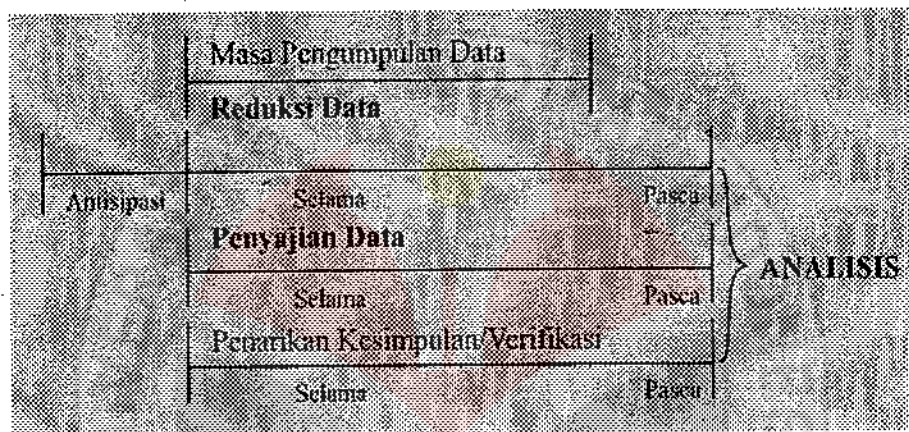 Masa Pengumpulan Data
Reduksi Data
Antisipasi Selama Pasca
Penyajian Data
ANALISIS
Selama Pasca
Penarikan Kesimpulan/Verifikasi
Selama Pasca